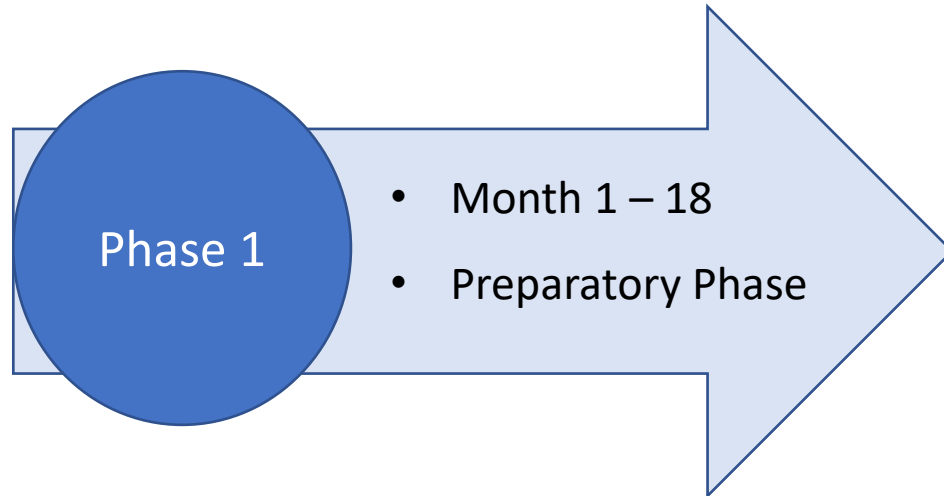 Phase 1
• Month 1 – 18
• Preparatory Phase